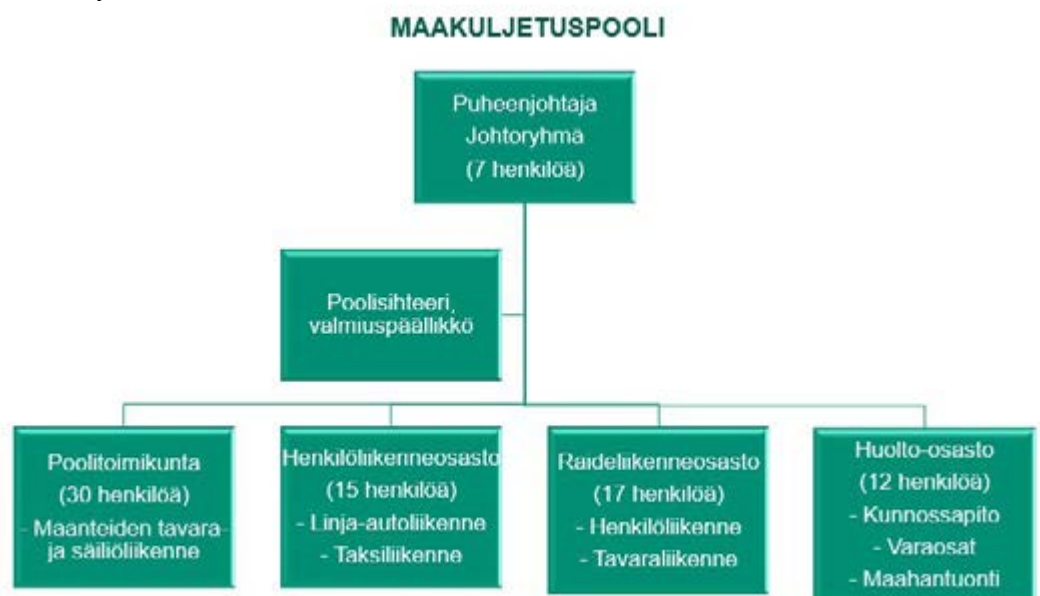 MAAKULJETUSPOOLI
Puheenjohtaja
Johtoryhmä
(7 henkilöä)
Poolisihteeri,
valmiuspäällikkö
Poolitoimikunta
(30 henkilöä)
- Maanteiden tavara-
ja säiliöliikenne
Henkilöliikenneosasto
(15 henkilöä)
- Linja-autoliikenne
- Taksiliikenne
Raideliikenneosasto
(17 henkilöä)
- Henkilöliikenne
- Tavaraliikenne
Huolto-osasto
(12 henkilöä)
- Kunnossapito
- Varaosat
- Maahantuonti